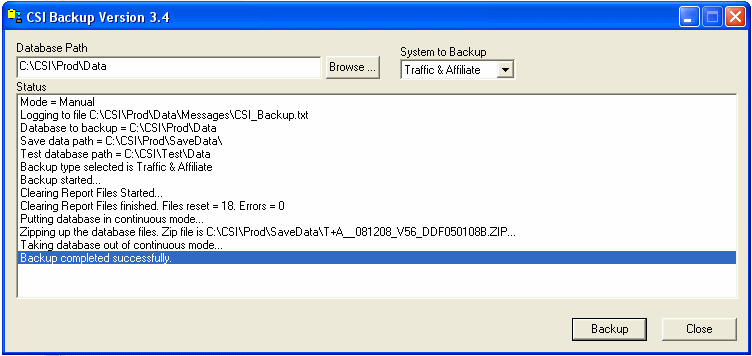 CSI Backup Version 3.4
Database Path
System to Backup
C:\CSI\Prod\Data
Browse ...
Traffic & Affiliate
Status
Mode = Manual
Logging to file C:\CSI\Prod\Data\Messages\CSI_Backup.txt
Database to backup = C:\CSI\Prod\Data
Save data path = C:\CSI\Prod\SaveData\
Test database path = C:\CSI\Test\Data
Backup type selected is Traffic & Affiliate
Backup started...
Clearing Report Files Started...
Clearing Report Files finished. Files reset = 18. Errors = 0
Putting database in continuous mode...
Zipping up the database files. Zip file is C:\CSI\Prod\SaveData\T+A__081208_V56_DDF050108B.ZIP...
Taking database out of continuous mode...
Backup completed successfully.
Backup
Close